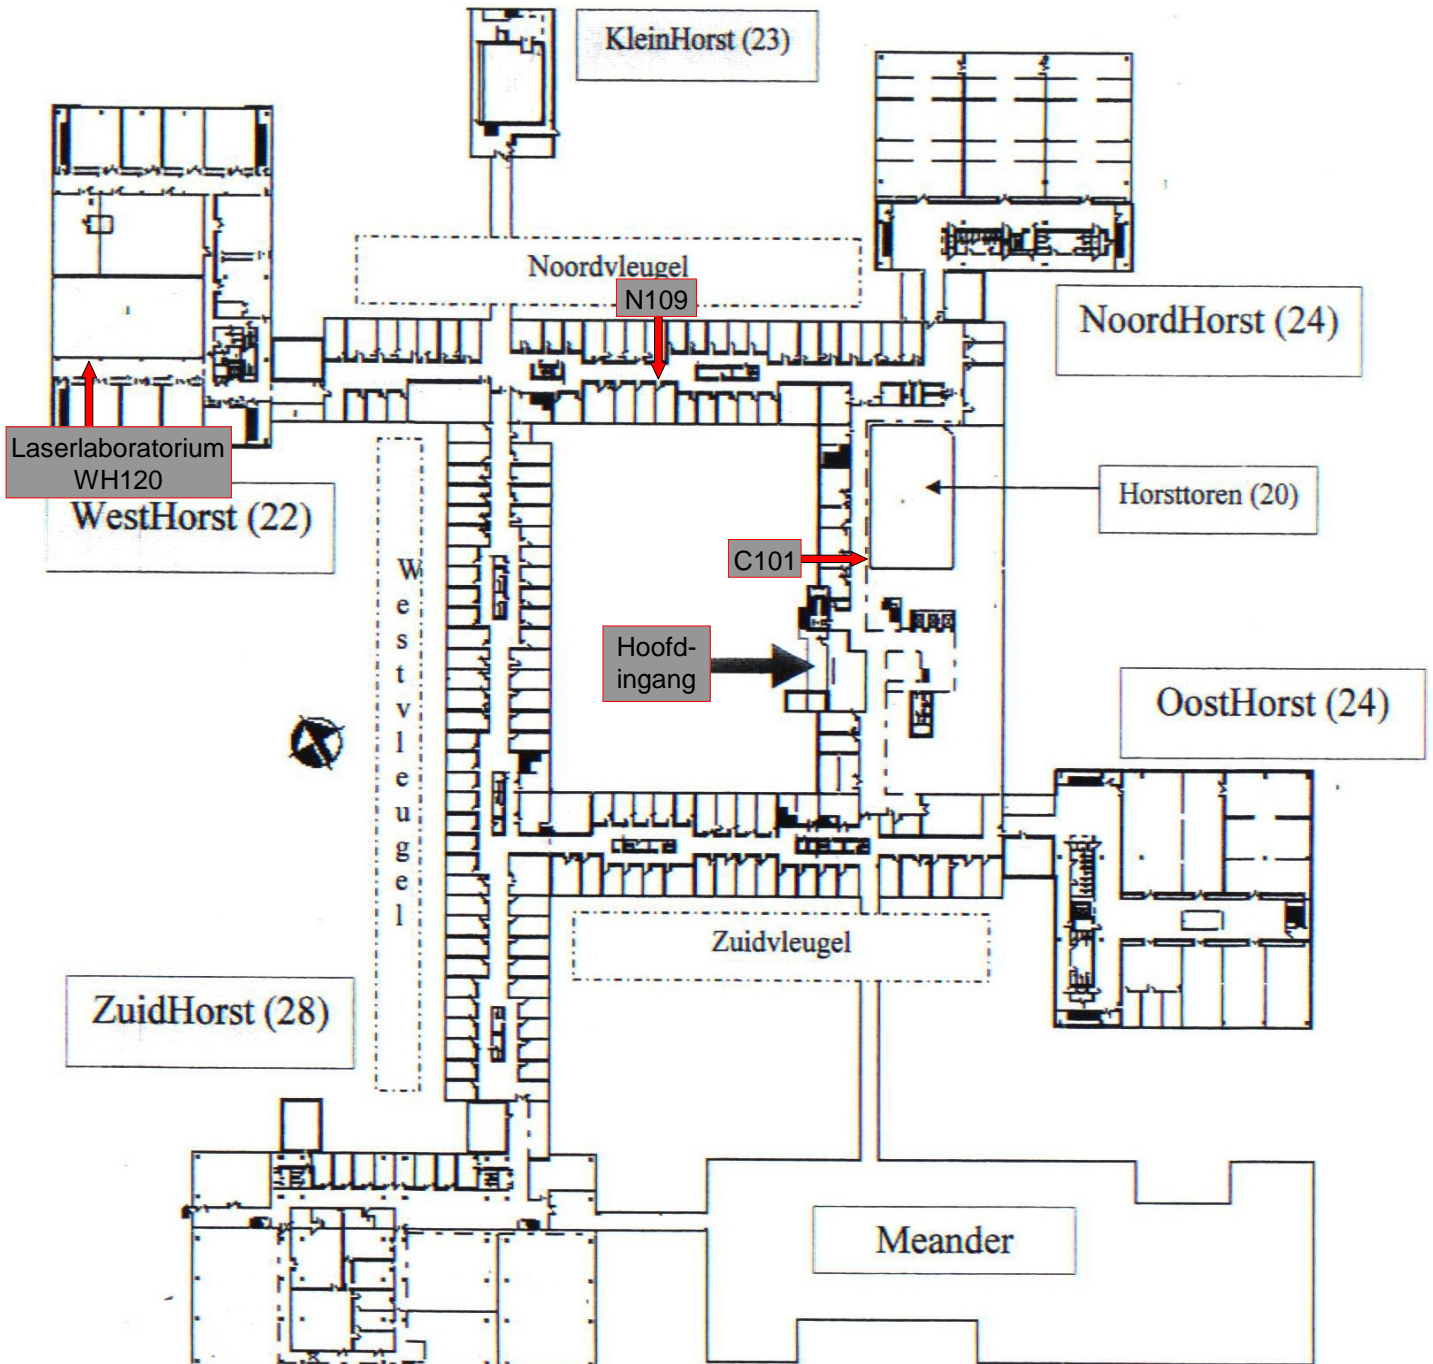 KleinHorst (23)
Noordvleugel
N109
NoordHorst (24)
Laserlaboratorium
WH120
WestHorst (22)
Horsttoren (20)
C101
Westvleugel
Hoofd-
ingang
OostHorst (24)
Zuidvleugel
ZuidHorst (28)
Meander